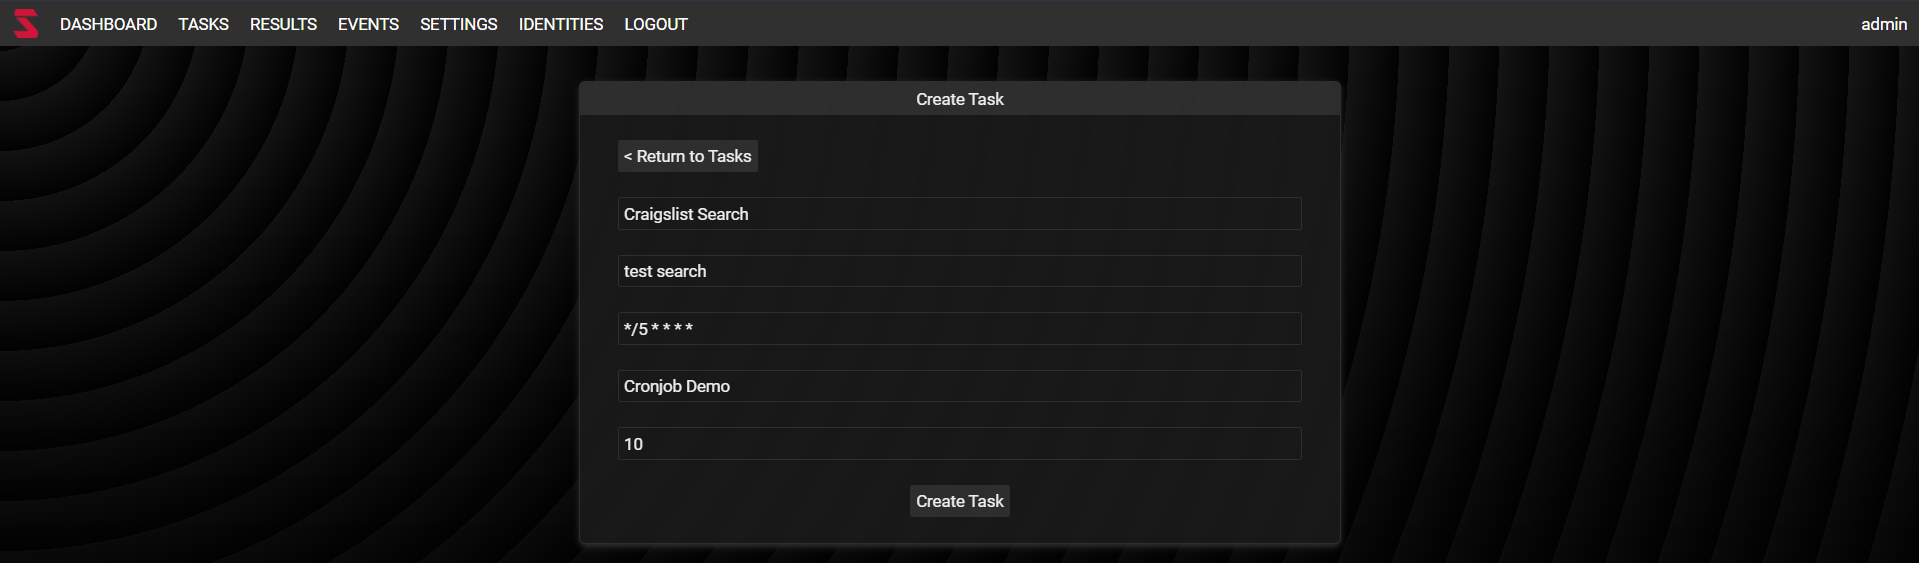 DASHBOARD TASKS RESULTS EVENTS SETTINGS IDENTITIES LOGOUT admin
Create Task
< Return to Tasks
Craigslist Search
test search
*/5 * * * *
Cronjob Demo
10
Create Task